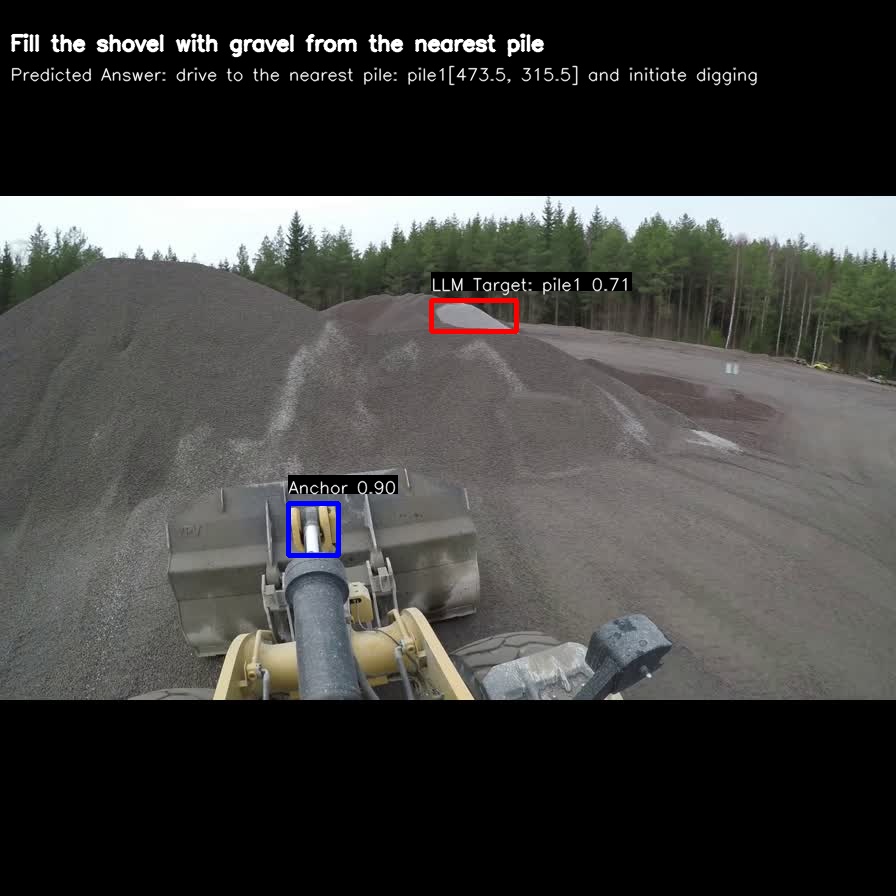 Fill the shovel with gravel from the nearest pile
Predicted Answer: drive to the nearest pile: pile1[473.5, 315.5] and initiate digging
LLM Target: pile1 0.71
Anchor 0.90